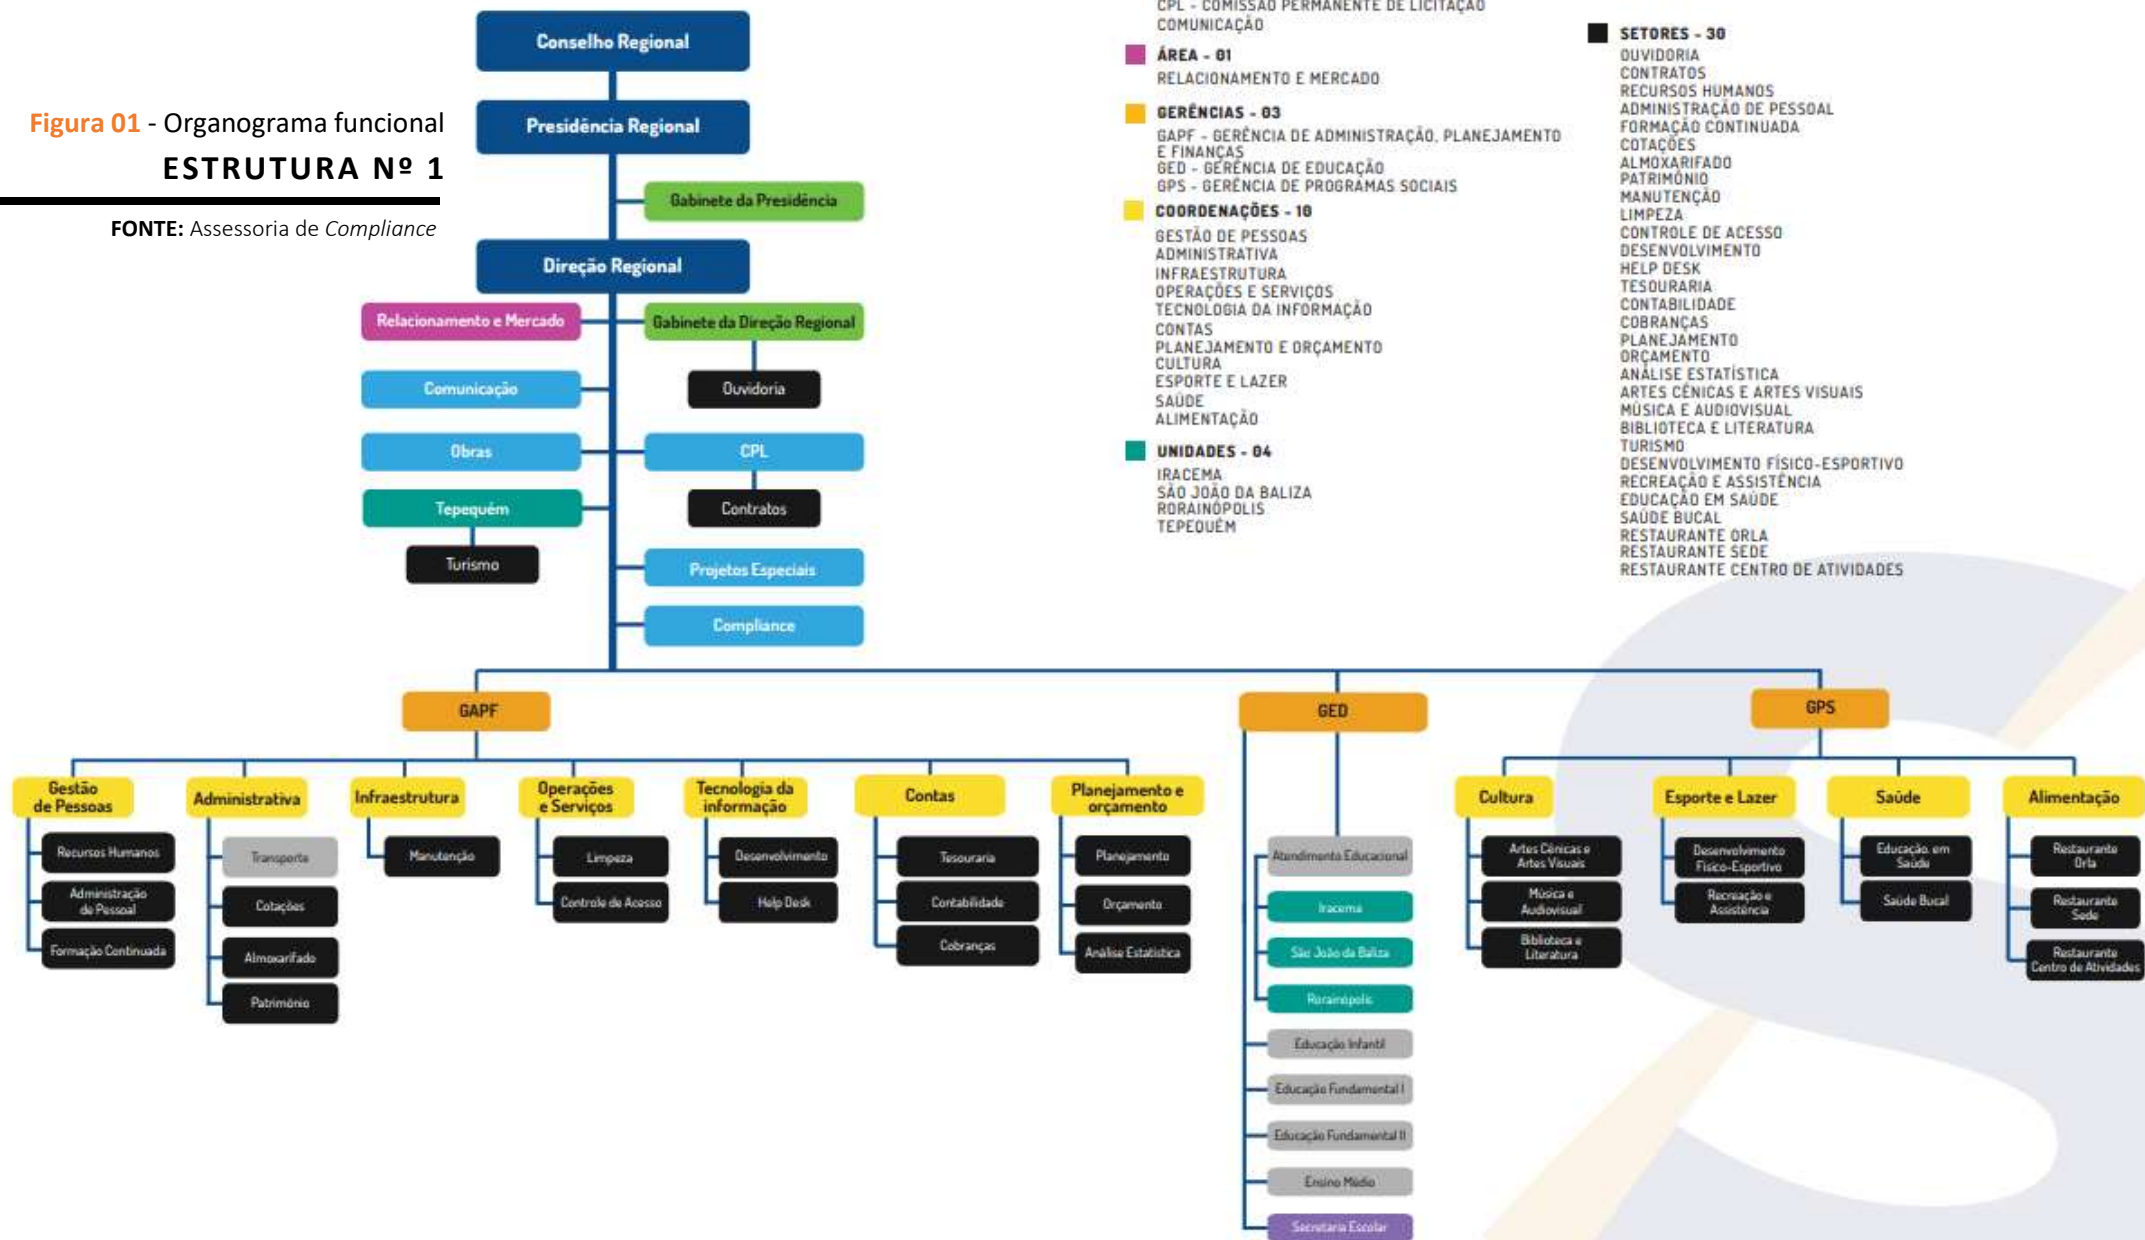 Figura 01 - Organograma funcional
ESTRUTURA Nº 1
FONTE: Assessoria de Compliance
Conselho Regional
Presidência Regional
Gabinete da Presidência
Direção Regional
Relacionamento e Mercado
Gabinete da Direção Regional
Comunicação
Ouvidoria
Obras
CPL
Tepequém
Contratos
Turismo
Projetos Especiais
Compliance
CPL - COMISSÃO PERMANENTE DE LICITAÇÃO
COMUNICAÇÃO
ÁREA - 01
RELACIONAMENTO E MERCADO
GERÊNCIAS - 03
GAPF - GERÊNCIA DE ADMINISTRAÇÃO, PLANEJAMENTO
E FINANÇAS
GED - GERÊNCIA DE EDUCAÇÃO
GPS - GERÊNCIA DE PROGRAMAS SOCIAIS
COORDENAÇÕES - 10
GESTÃO DE PESSOAS
ADMINISTRATIVA
INFRAESTRUTURA
OPERAÇÕES E SERVIÇOS
TECNOLOGIA DA INFORMAÇÃO
CONTAS
PLANEJAMENTO E ORÇAMENTO
CULTURA
ESPORTE E LAZER
SAÚDE
ALIMENTAÇÃO
UNIDADES - 04
IRACEMA
SÃO JOÃO DA BALIZA
RORAINÓPOLIS
TEPEQUÉM
SETORES - 30
OUVIDORIA
CONTRATOS
RECURSOS HUMANOS
ADMINISTRAÇÃO DE PESSOAL
FORMAÇÃO CONTINUADA
COTAÇÕES
ALMOXARIFADO
PATRIMÔNIO
MANUTENÇÃO
LIMPEZA
CONTROLE DE ACESSO
DESENVOLVIMENTO
HELP DESK
TESOURARIA
CONTABILIDADE
COBRANÇAS
PLANEJAMENTO
ORÇAMENTO
ANÁLISE ESTATÍSTICA
ARTES CÊNICAS E ARTES VISUAIS
MÚSICA E AUDIOVISUAL
BIBLIOTECA E LITERATURA
TURISMO
DESENVOLVIMENTO FÍSICO-ESPORTIVO
RECREAÇÃO E ASSISTÊNCIA
EDUCAÇÃO EM SAÚDE
SAÚDE BUCAL
RESTAURANTE ORLA
RESTAURANTE SEDE
RESTAURANTE CENTRO DE ATIVIDADES
GAPF
GED
GPS
Gestão
de Pessoas
Recursos Humanos
Administração
de Pessoal
Formação Continuada
Administrativa
Transporte
Cotações
Almoxarifado
Patrimônio
Infraestrutura
Manutenção
Operações
e Serviços
Limpeza
Controle de Acesso
Tecnologia da
informação
Desenvolvimento
Help Desk
Contas
Tesouraria
Contabilidade
Cobranças
Planejamento e
orçamento
Planejamento
Orçamento
Análise Estatística
Atendimento Educacional
Iracema
São João da Baliza
Rorainopolis
Educação Infantil
Educação Fundamental I
Educação Fundamental II
Ensino Médio
Secretaria Escolar
Cultura
Artes Cênicas e
Artes Visuais
Música e
Audiovisual
Biblioteca e
Literatura
Esporte e Lazer
Desenvolvimento
Físico-Esportivo
Recreação e
Assistência
Saúde
Educação. em
Saúde
Saúde Bucal
Alimentação
Restaurante
Orla
Restaurante
Sede
Restaurante
Centro de Atividades